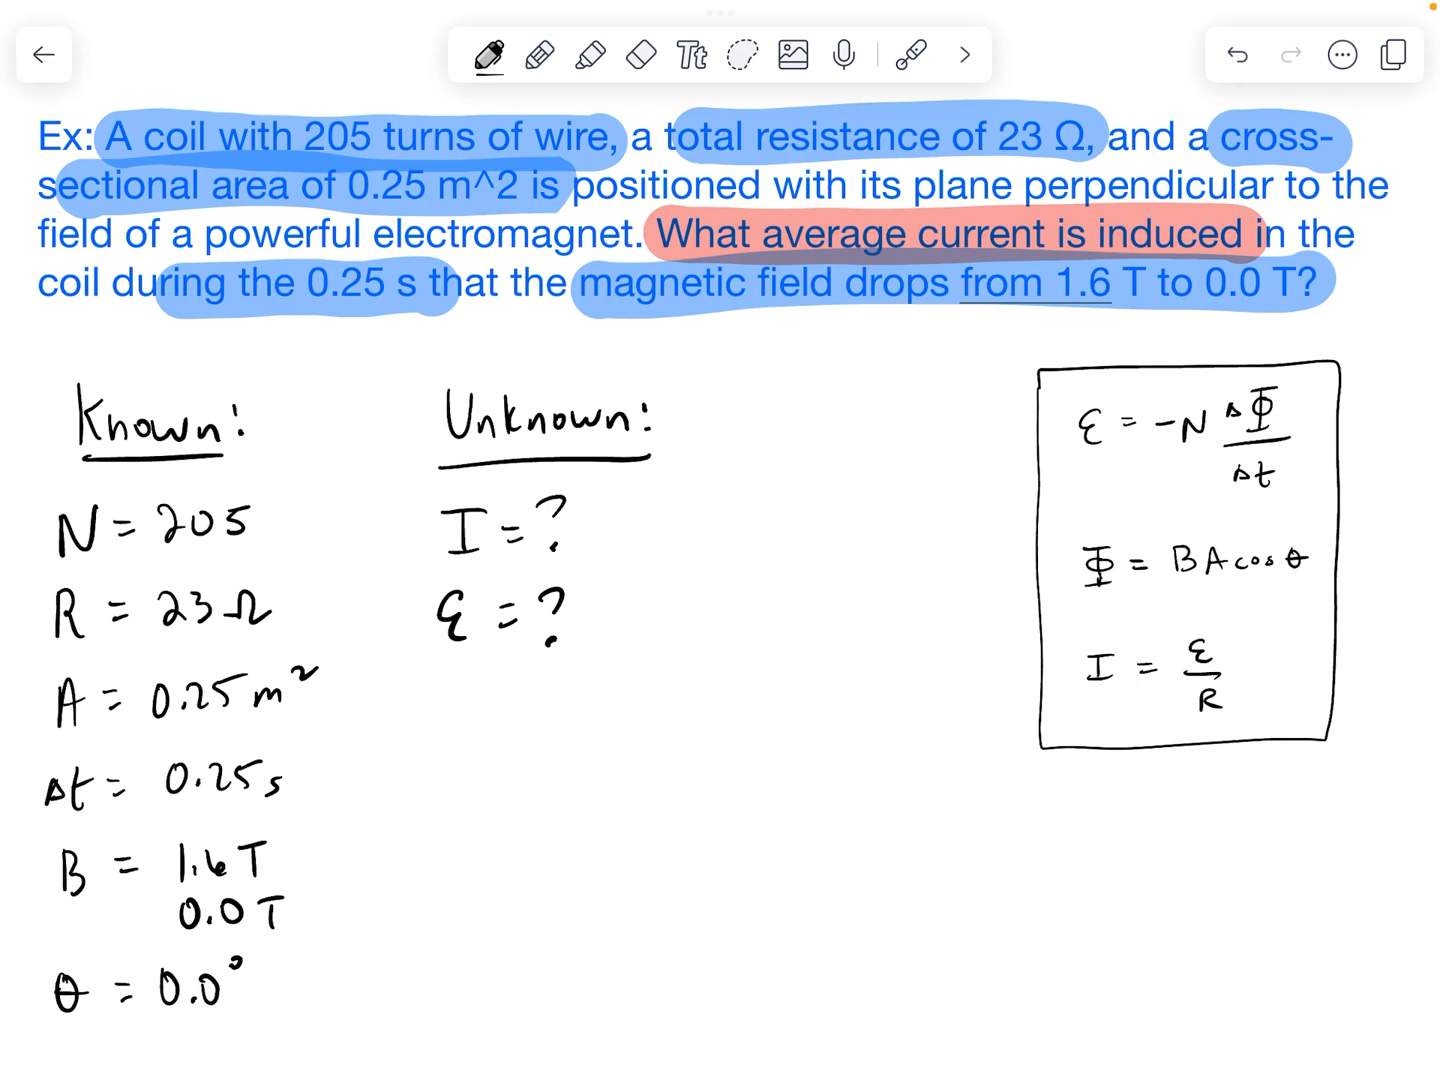 Tt
Ex: A coil with 205 turns of wire, a total resistance of 23 Ω, and a cross-
sectional area of 0.25 m^2 is positioned with its plane perpendicular to the
field of a powerful electromagnet. What average current is induced in the
coil during the 0.25 s that the magnetic field drops from 1.6 T to 0.0 T?
Known:
N = 205
R = 23 Ω
A = 0.25 m²
Δt = 0.25 s
B = 1.6 T
0.0 T
θ = 0.0°
Unknown:
I = ?
ε = ?
ε = -N ΔΦ
Δt
Φ = BA cos θ
I = ε
R